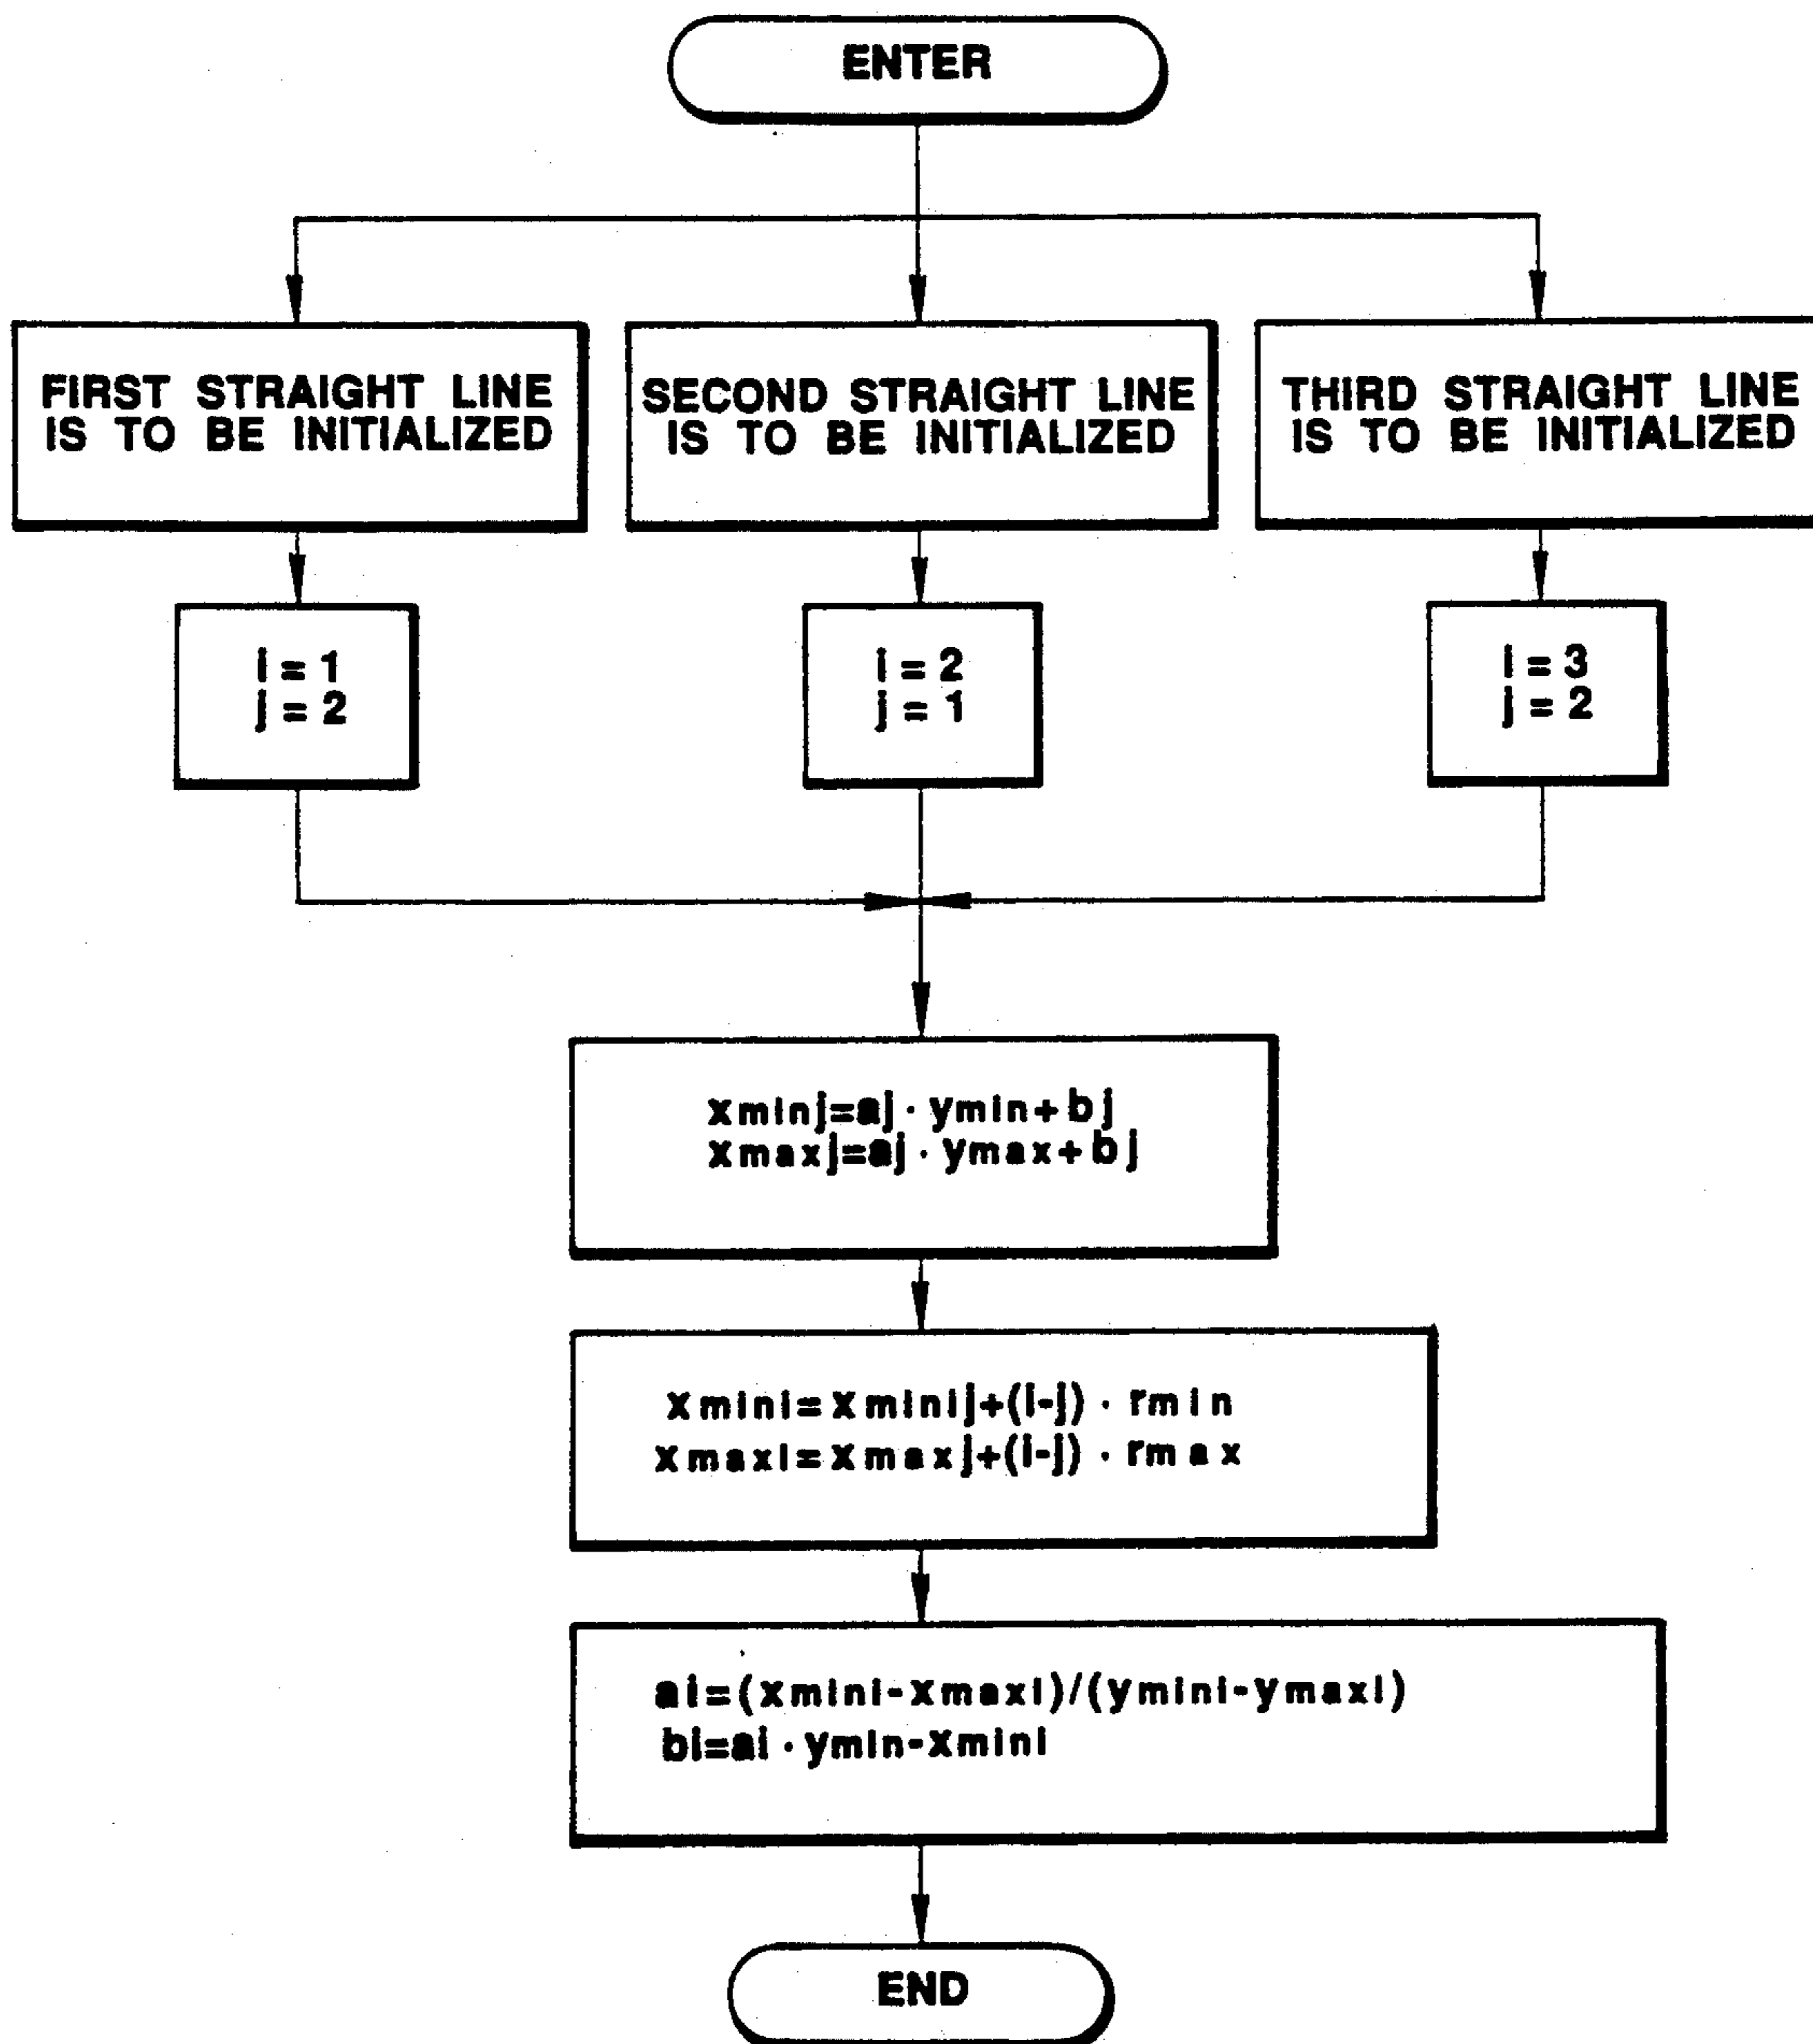 ENTER
FIRST STRAIGHT LINE
IS TO BE INITIALIZED
SECOND STRAIGHT LINE
IS TO BE INITIALIZED
THIRD STRAIGHT LINE
IS TO BE INITIALIZED
i = 1
j = 2
i = 2
j = 1
i = 3
j = 2
xminj=aj · ymin+bj
xmaxj=aj · ymax+bj
xmini=xminij+(i-j) · rmin
xmaxi=xmaxj+(i-j) · rmax
ai=(xmini-xmaxi)/(ymini-ymaxi)
bi=ai · ymin-xmini
END